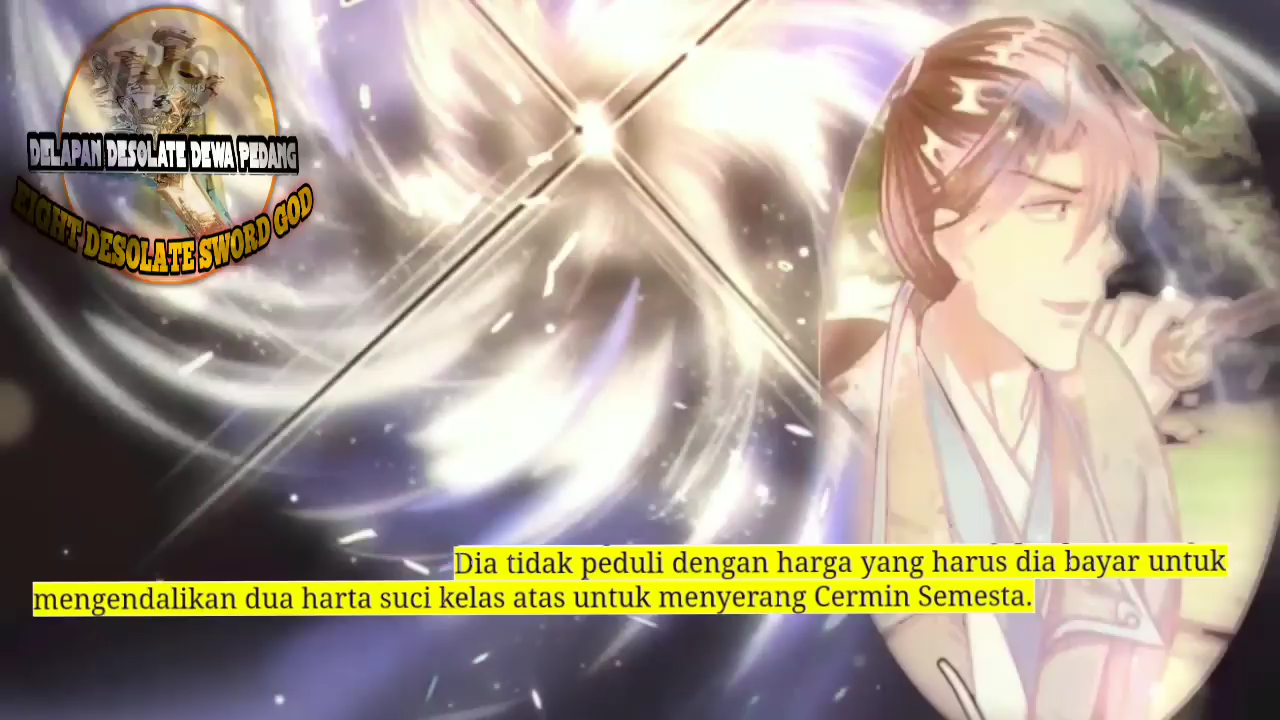 DELAPAN DESOLATE DEWA PEDANG
EIGHT DESOLATE SWORD GOD
Dia tidak peduli dengan harga yang harus dia bayar untuk
mengendalikan dua harta suci kelas atas untuk menyerang Cermin Semesta.